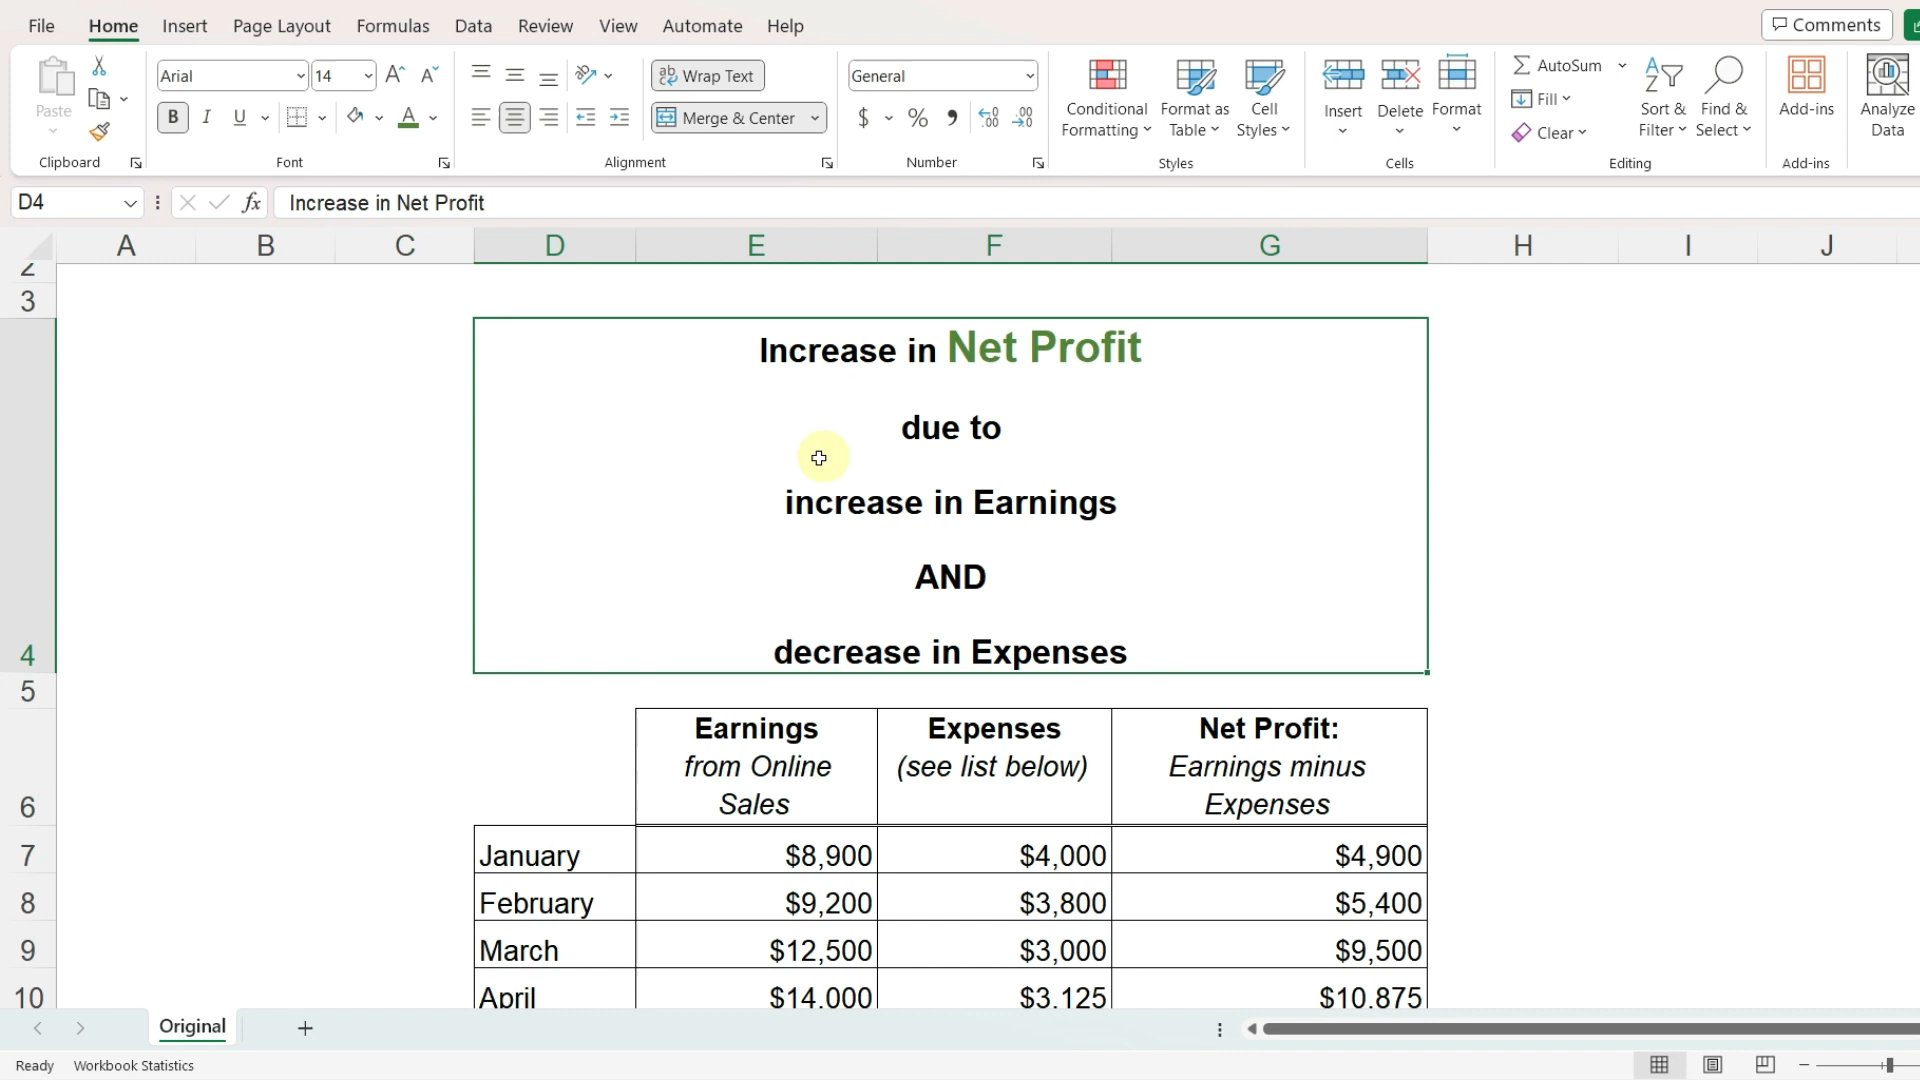 File Home Insert Page Layout Formulas Data Review View Automate Help Comments
Paste
Arial 14
Wrap Text
General
B I U
Merge & Center
$ % ,
Conditional Formatting
Format as Table
Cell Styles
Insert
Delete
Format
AutoSum
Fill
Clear
Sort & Filter
Find & Select
Add-ins
Analyze Data
Clipboard Font Alignment Number Styles Cells Editing Add-ins
D4 fx Increase in Net Profit
A B C D E F G H I J
2
3
Increase in Net Profit
due to
increase in Earnings
AND
decrease in Expenses
4
5
Earnings Expenses Net Profit:
from Online (see list below) Earnings minus
6 Sales Expenses
7 January $8,900 $4,000 $4,900
8 February $9,200 $3,800 $5,400
9 March $12,500 $3,000 $9,500
10 April $14,000 $3,125 $10,875
Original
Ready Workbook Statistics